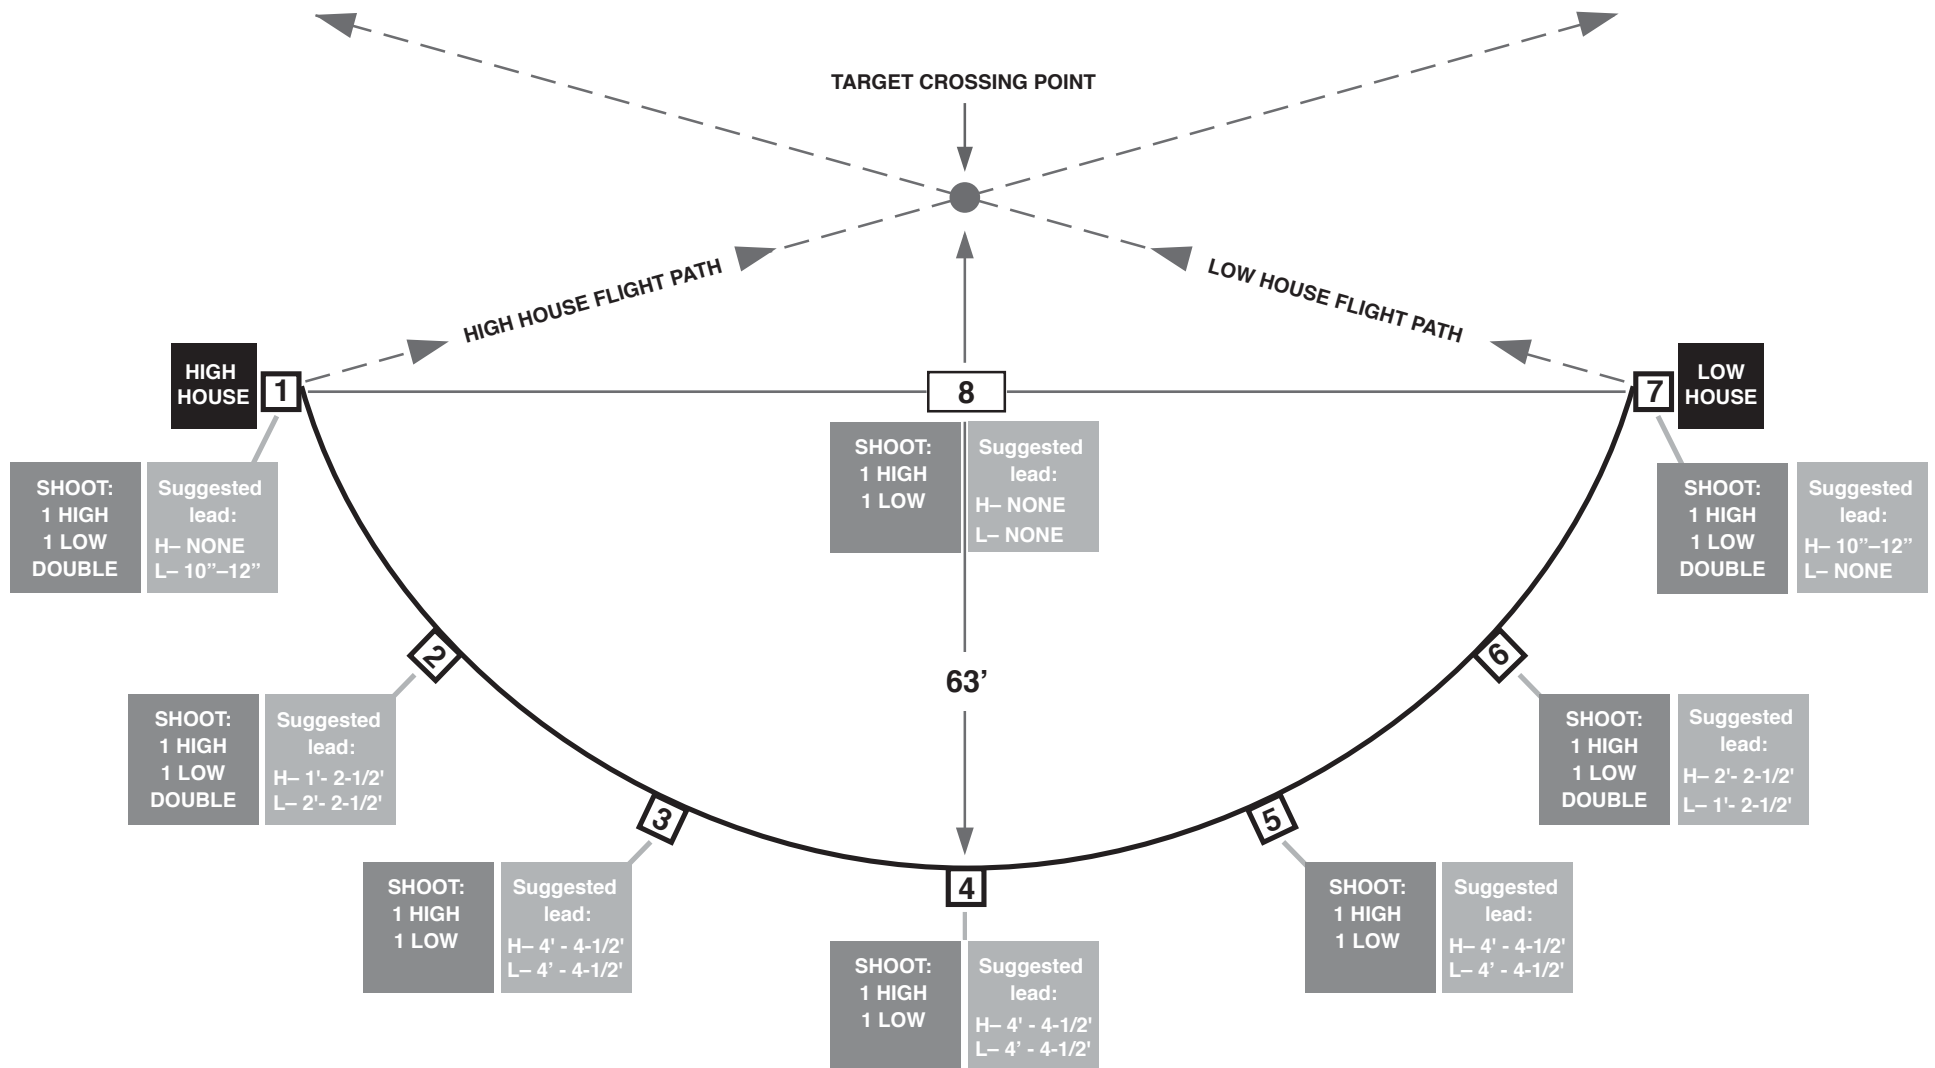 TARGET CROSSING POINT
HIGH HOUSE FLIGHT PATH
LOW HOUSE FLIGHT PATH
HIGH
HOUSE
1
8
7
LOW
HOUSE
SHOOT:
1 HIGH
1 LOW
DOUBLE
Suggested
lead:
H– NONE
L– 10”–12”
SHOOT:
1 HIGH
1 LOW
Suggested
lead:
H– NONE
L– NONE
SHOOT:
1 HIGH
1 LOW
DOUBLE
Suggested
lead:
H– 10”–12”
L– NONE
2
SHOOT:
1 HIGH
1 LOW
DOUBLE
Suggested
lead:
H– 1'- 2-1/2'
L– 2'- 2-1/2'
63’
6
SHOOT:
1 HIGH
1 LOW
DOUBLE
Suggested
lead:
H– 2'- 2-1/2'
L– 1'- 2-1/2'
3
SHOOT:
1 HIGH
1 LOW
Suggested
lead:
H– 4' - 4-1/2'
L– 4’ - 4-1/2'
4
SHOOT:
1 HIGH
1 LOW
Suggested
lead:
H– 4' - 4-1/2'
L– 4’ - 4-1/2'
5
SHOOT:
1 HIGH
1 LOW
Suggested
lead:
H– 4' - 4-1/2'
L– 4’ - 4-1/2'